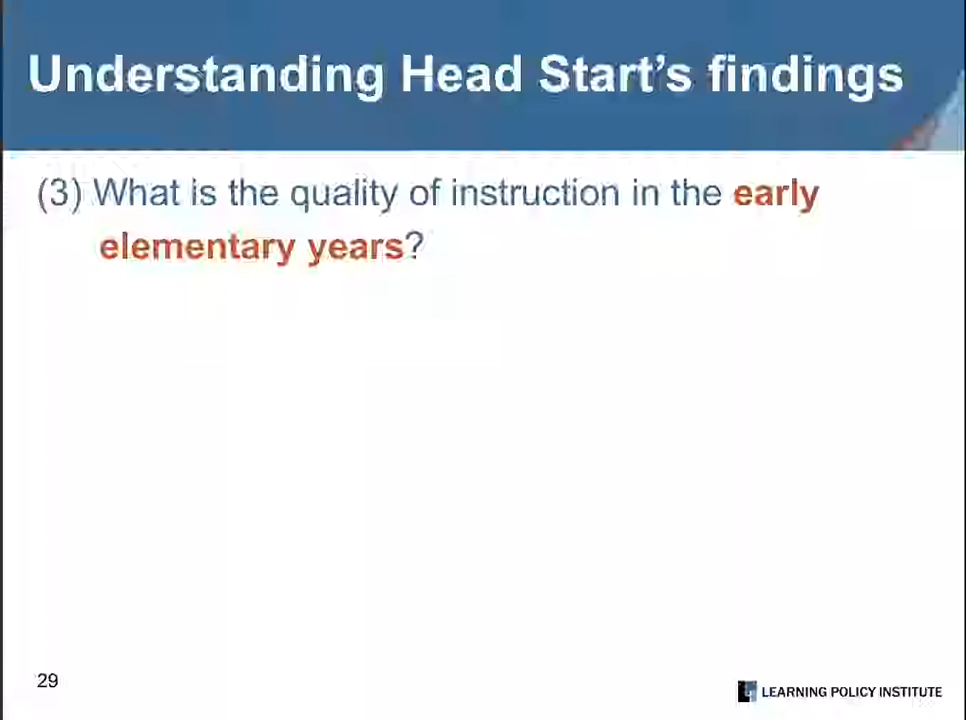 Understanding Head Start’s findings
(3) What is the quality of instruction in the early
elementary years?
29
LEARNING POLICY INSTITUTE